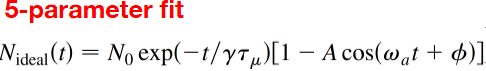 5-parameter fit
N_ideal(t) = N_0 exp(−t/γτ_μ)[1 − A cos(ω_a t + ϕ)]